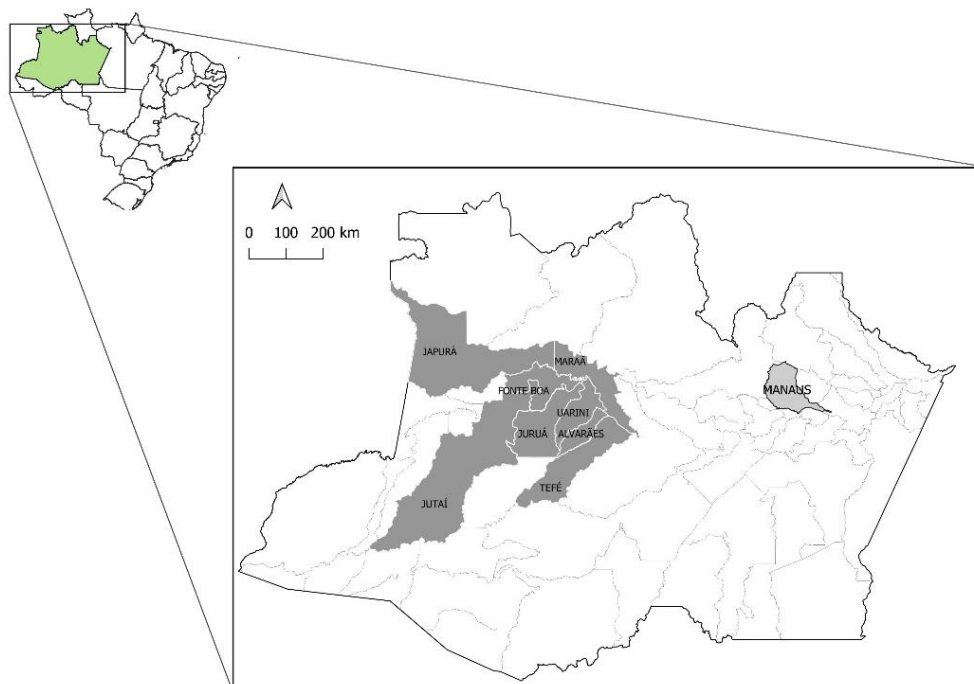 0 100 200 km
JAPURÁ
MARAÃ
MANAUS
FONTE BOA
UARINI
JURUÁ
ALVARÃES
TEFÉ
JUTAÍ